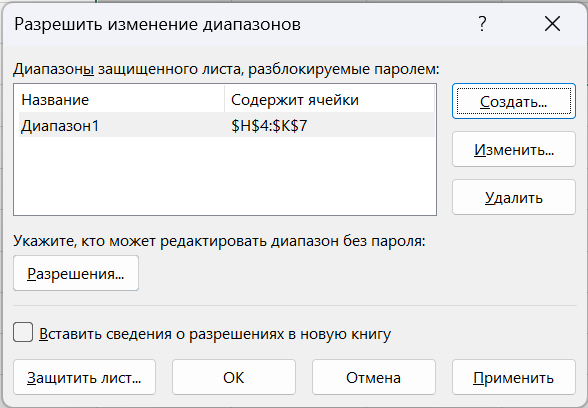 Разрешить изменение диапазонов ?
Диапазоны защищенного листа, разблокируемые паролем:
Название Содержит ячейки
Диапазон1 $H$4:$K$7
Создать...
Изменить...
Удалить
Укажите, кто может редактировать диапазон без пароля:
Разрешения...
Вставить сведения о разрешениях в новую книгу
Защитить лист... ОК Отмена Применить